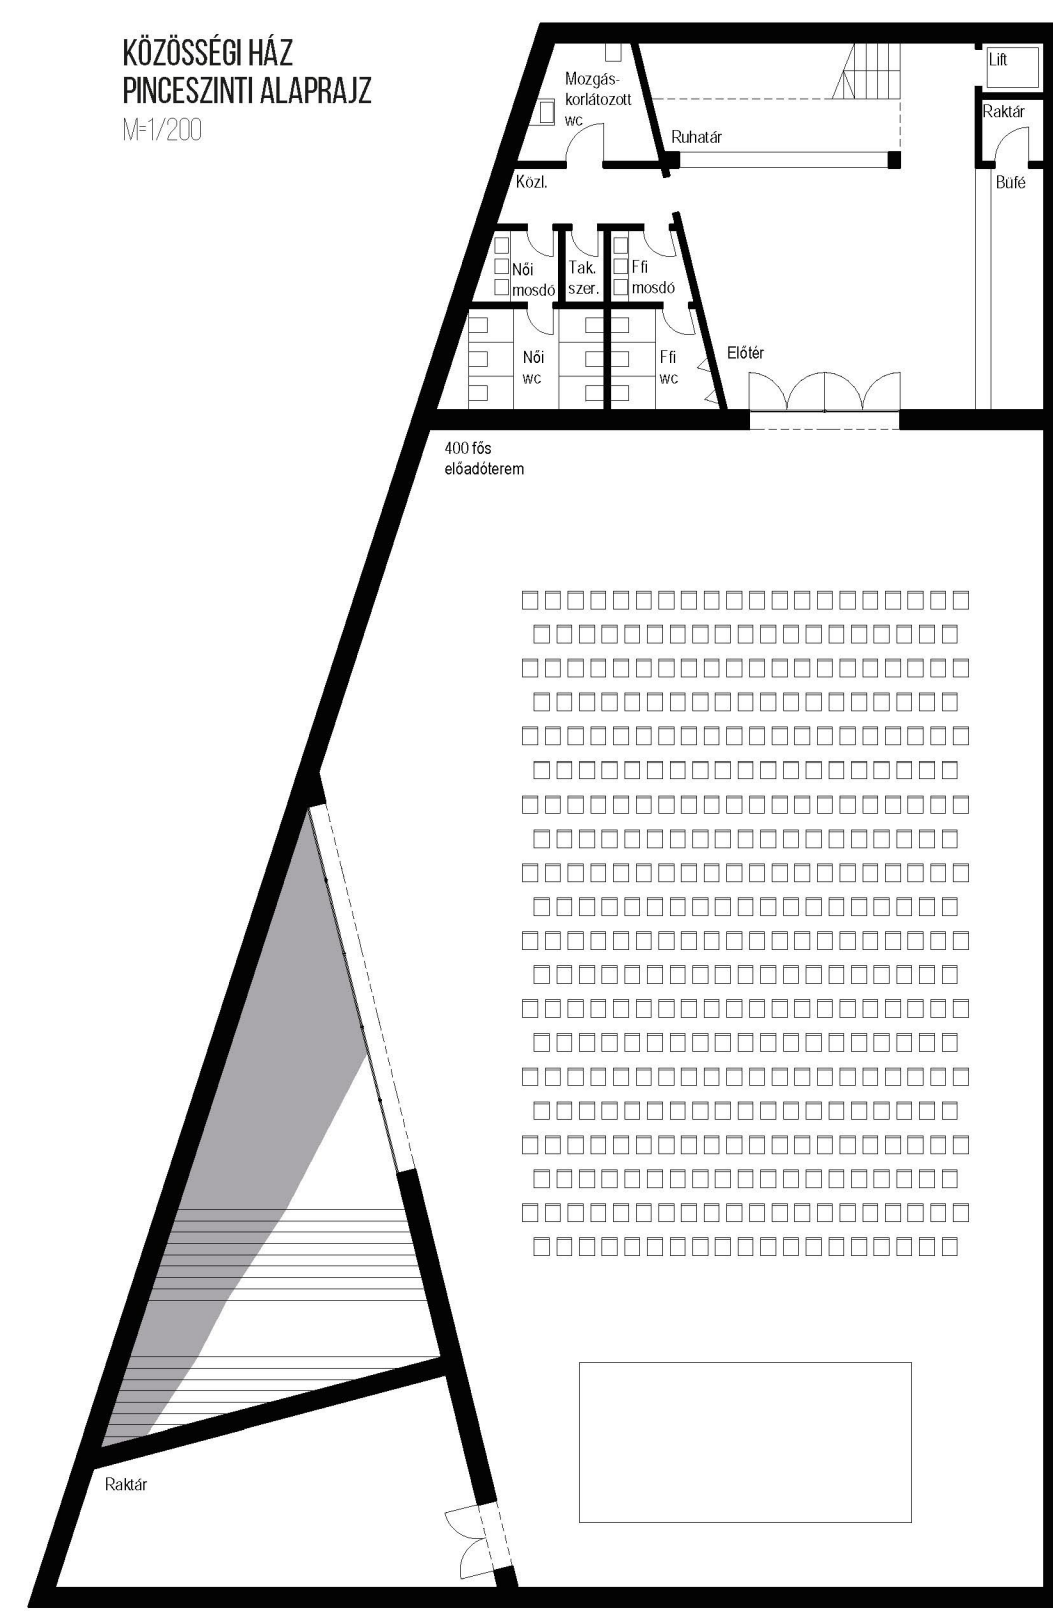 KÖZÖSSÉGI HÁZ
PINCESZINTI ALAPRAJZ
M=1/200
Mozgás-
korlátozott
wc
Ruhatár
Lift
Raktár
Közl.
Büfé
Női
mosdó
Tak.
szer.
Ffi
mosdó
Női
wc
Ffi
wc
Előtér
400 fős
előadóterem
Raktár